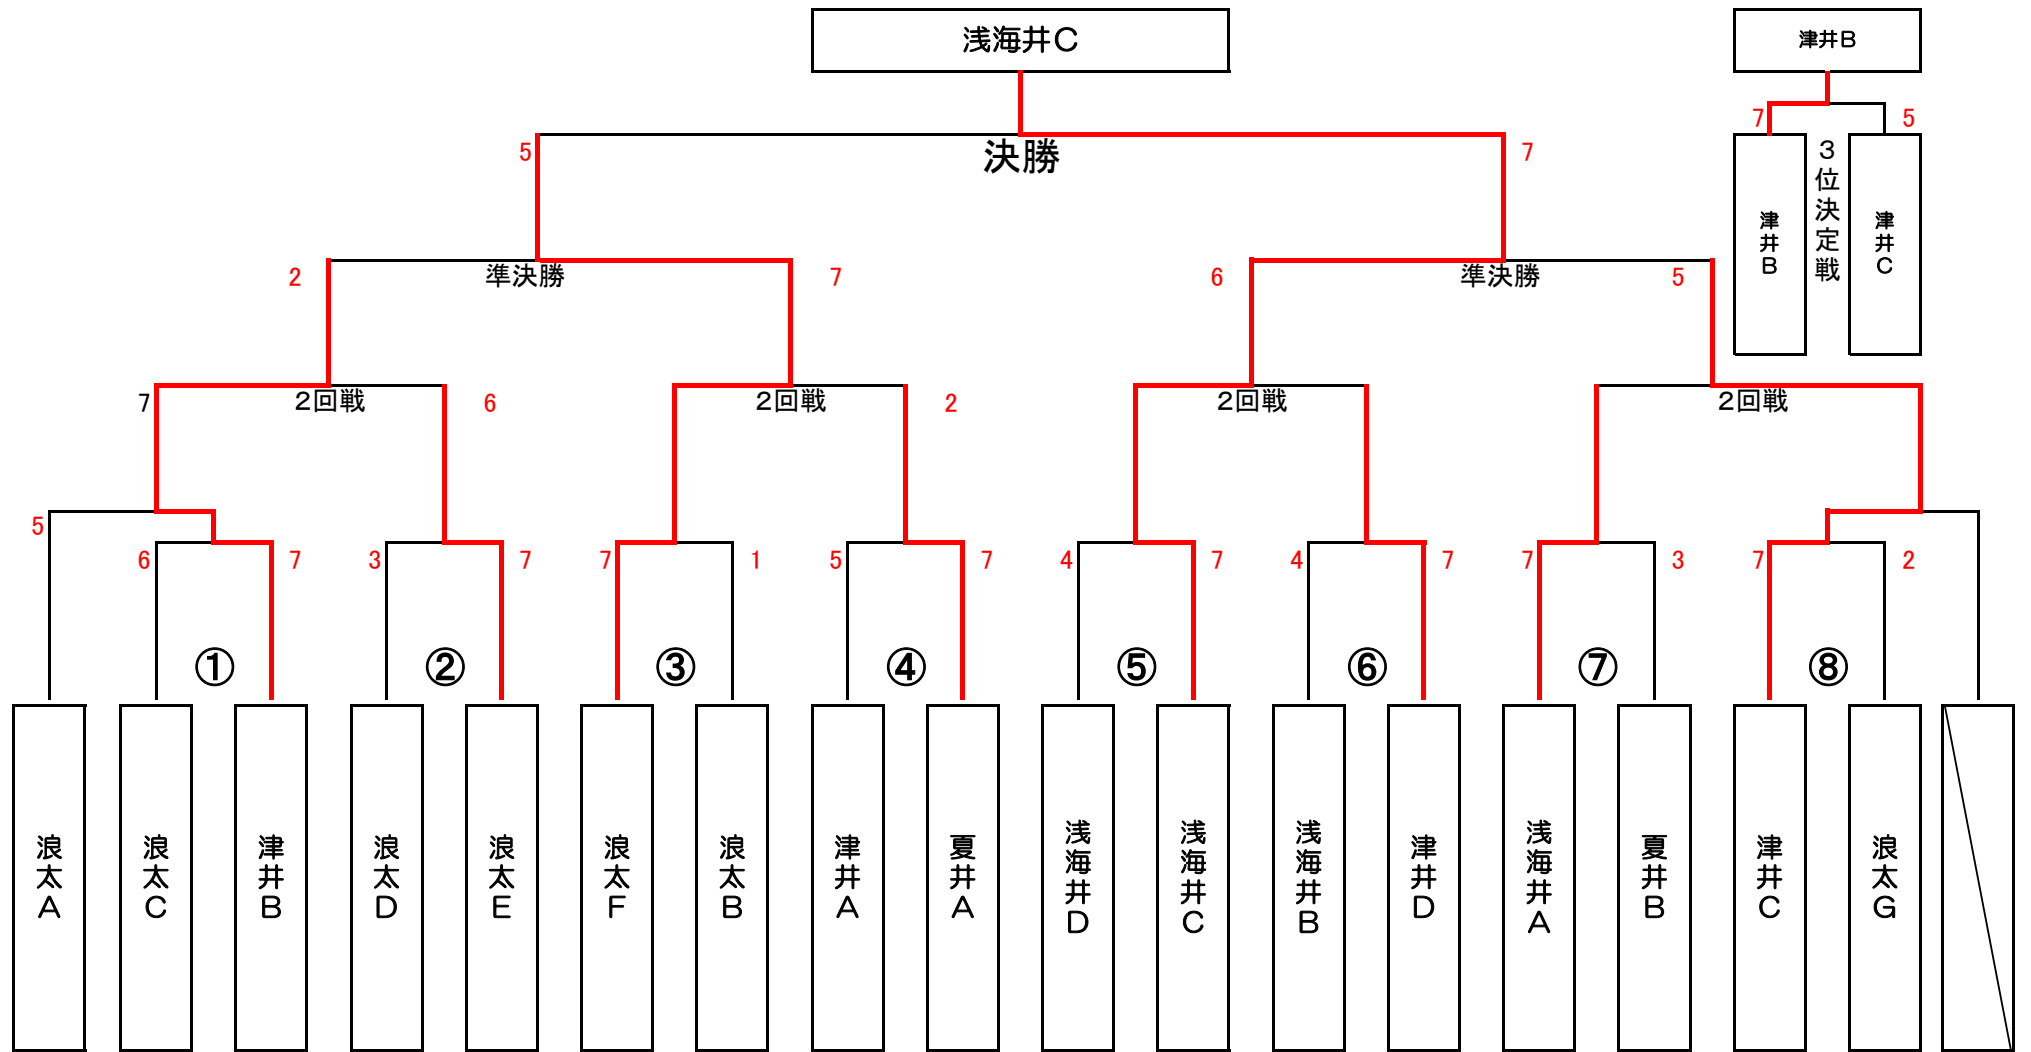 浅海井C
津井B
7
5
5
決勝
7
3位決定戦
津井B
津井C
2
準決勝
7
6
準決勝
5
7
2回戦
6
2回戦
2
2回戦
2回戦
5
6
7
3
7
7
1
5
7
4
7
4
7
7
3
7
2
①
②
③
④
⑤
⑥
⑦
⑧
浪太A
浪太C
津井B
浪太D
浪太E
浪太F
浪太B
津井A
夏井A
浅海井D
浅海井C
浅海井B
津井D
浅海井A
夏井B
津井C
浪太G